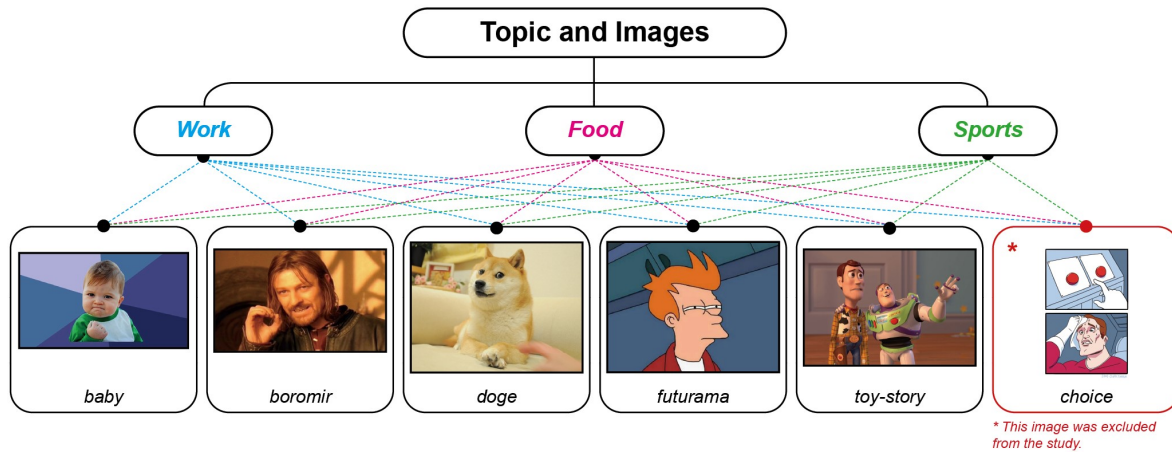 Topic and Images
Work
Food
Sports
*
baby
boromir
doge
futurama
toy-story
choice
* This image was excluded
from the study.